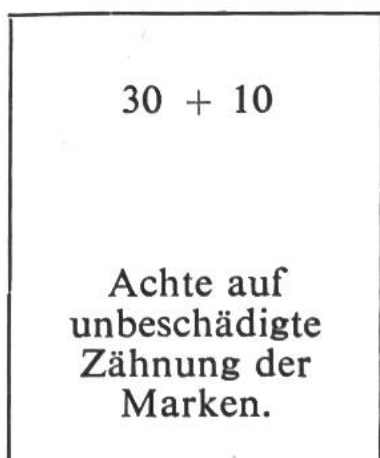 30 + 10
Achte auf
unbeschädigte
Zähnung der
Marken.